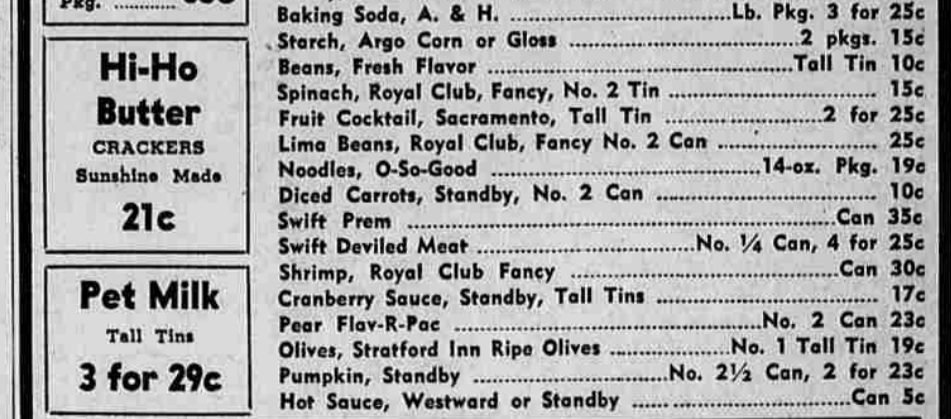 Pkg. ..........
Hi-Ho
Butter
CRACKERS
Sunshine Made
21c
Pet Milk
Tall Tins
3 for 29c
Baking Soda, A. & H. ..............................Lb. Pkg. 3 for 25c
Starch, Argo Corn or Gloss ..............................2 pkgs. 15c
Beans, Fresh Flavor ..............................Tall Tin 10c
Spinach, Royal Club, Fancy, No. 2 Tin .............................. 15c
Fruit Cocktail, Sacramento, Tall Tin ....................2 for 25c
Lima Beans, Royal Club, Fancy No. 2 Can .................... 25c
Noodles, O-So-Good ..............................14-oz. Pkg. 19c
Diced Carrots, Standby, No. 2 Can .............................. 10c
Swift Prem ........................................Can 35c
Swift Deviled Meat ..............................No. ¼ Can, 4 for 25c
Shrimp, Royal Club Fancy ..............................Can 30c
Cranberry Sauce, Standby, Tall Tins .............................. 17c
Pear Flav-R-Pac ..............................No. 2 Can 23c
Olives, Stratford Inn Ripe Olives ..............No. 1 Tall Tin 19c
Pumpkin, Standby ..............................No. 2½ Can, 2 for 23c
Hot Sauce, Westward or Standby ..............................Can 5c